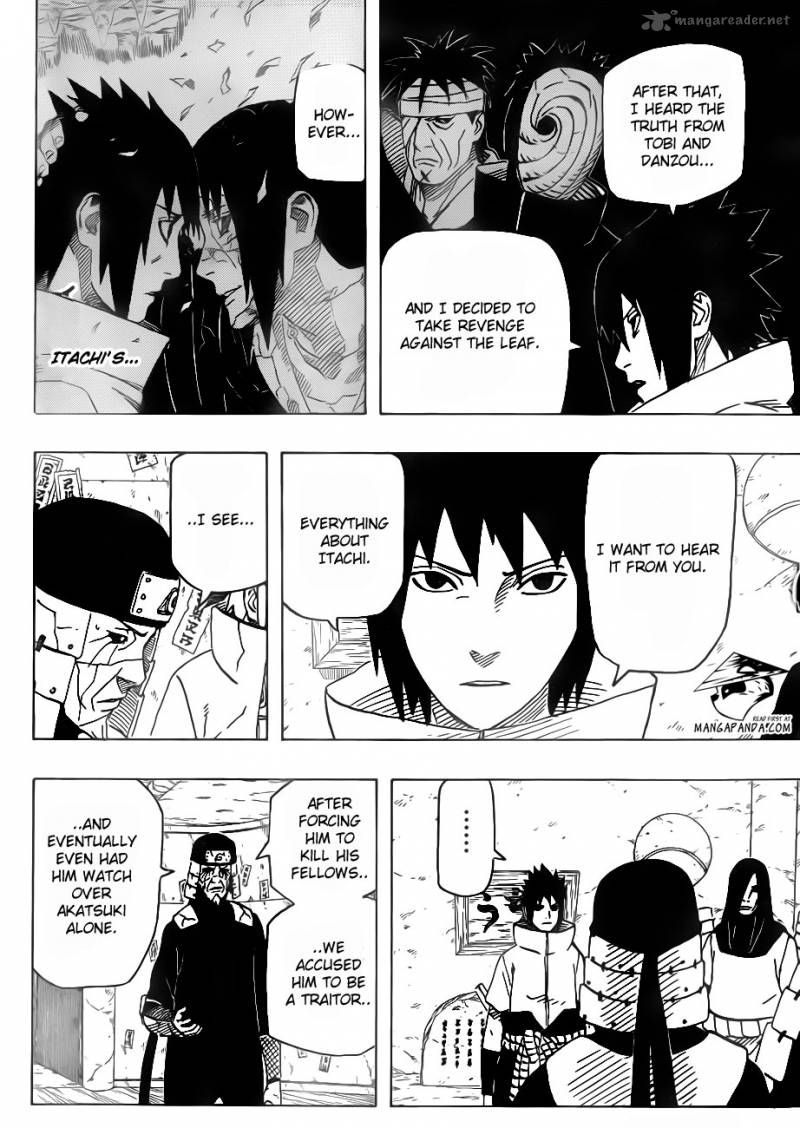 mangareader.net
AFTER THAT,
I HEARD THE
TRUTH FROM
TOBI AND
DANZOU...
AND I DECIDED TO
TAKE REVENGE
AGAINST THE LEAF.
HOW-
EVER...
ITACHI'S...
I WANT TO HEAR
IT FROM YOU.
EVERYTHING
ABOUT
ITACHI.
READ FIRST AT
MANGAPANDA.COM
..I SEE...
.......
AFTER
FORCING
HIM TO
KILL HIS
FELLOWS..
..WE
ACCUSED
HIM TO BE
A TRAITOR..
..AND
EVENTUALLY
EVEN HAD
HIM WATCH
OVER
AKATSUKI
ALONE.